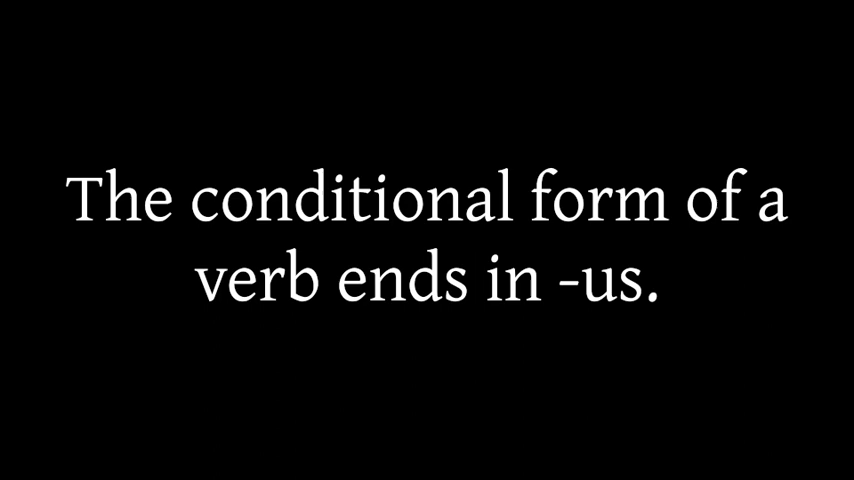 The conditional form of a
verb ends in -us.